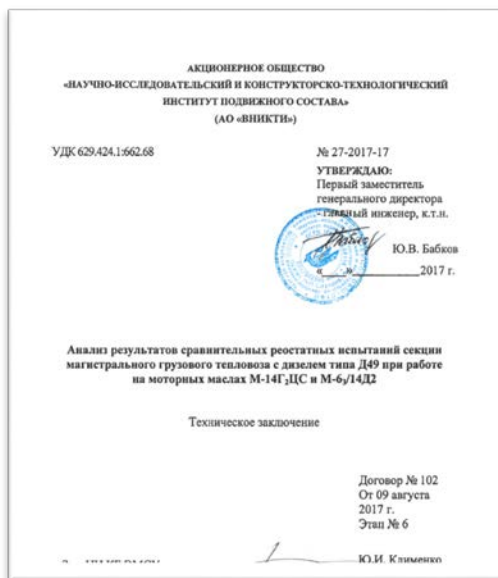 АКЦИОНЕРНОЕ ОБЩЕСТВО
«НАУЧНО-ИССЛЕДОВАТЕЛЬСКИЙ И КОНСТРУКТОРСКО-ТЕХНОЛОГИЧЕСКИЙ
ИНСТИТУТ ПОДВИЖНОГО СОСТАВА»
(АО «ВНИКТИ»)
УДК 629.424.1:662.68
№ 27-2017-17
УТВЕРЖДАЮ:
Первый заместитель
генерального директора
- главный инженер, к.т.н.
Ю.В. Бабков
«____»____________2017 г.
Анализ результатов сравнительных реостатных испытаний секции
магистрального грузового тепловоза с дизелем типа Д49 при работе
на моторных маслах М-14Г₂ЦС и М-6₃/14Д2
Техническое заключение
Договор № 102
От 09 августа
2017 г.
Этап № 6
Ю.И. Клименко